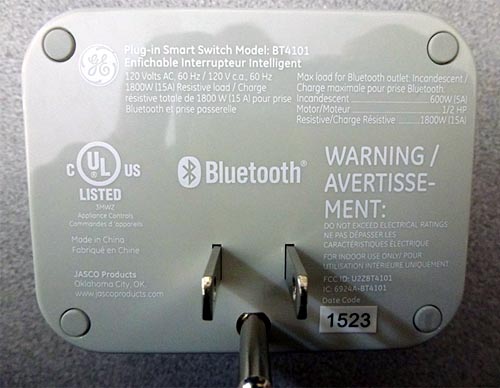 GE
Plug-in Smart Switch Model: BT4101
Enfichable Interrupteur Intelligent
120 Volts AC, 60 Hz / 120 V c.a., 60 Hz
1800W (15A) Resistive load / Charge
résistive totale de 1800 W (15 A) pour prise
Bluetooth et prise passerelle
Max load for Bluetooth outlet: Incandescent /
Charge maximale pour prise Bluetooth:
Incandescent 600W (5A)
Motor/Moteur 1/2 HP
Resistive/Chargé Résistive 1800W (15A)
C UL US
LISTED
3MWZ
Appliance Controls
Commandes d'appareils
Made in China
Fabriqué en Chine
JASCO Products
Oklahoma City, OK.
www.jascoproducts.com
Bluetooth®
WARNING /
AVERTISSE-
MENT:
DO NOT EXCEED ELECTRICAL RATINGS
NE PAS DÉPASSER LES
CARACTÉRISTIQUES ÉLECTRIQUE
FOR INDOOR USE ONLY/ POUR
UTILISATION INTÉRIEURE UNIQUEMENT
FCC ID: U2ZBT4101
IC: 6924A-BT4101
Date Code
1523